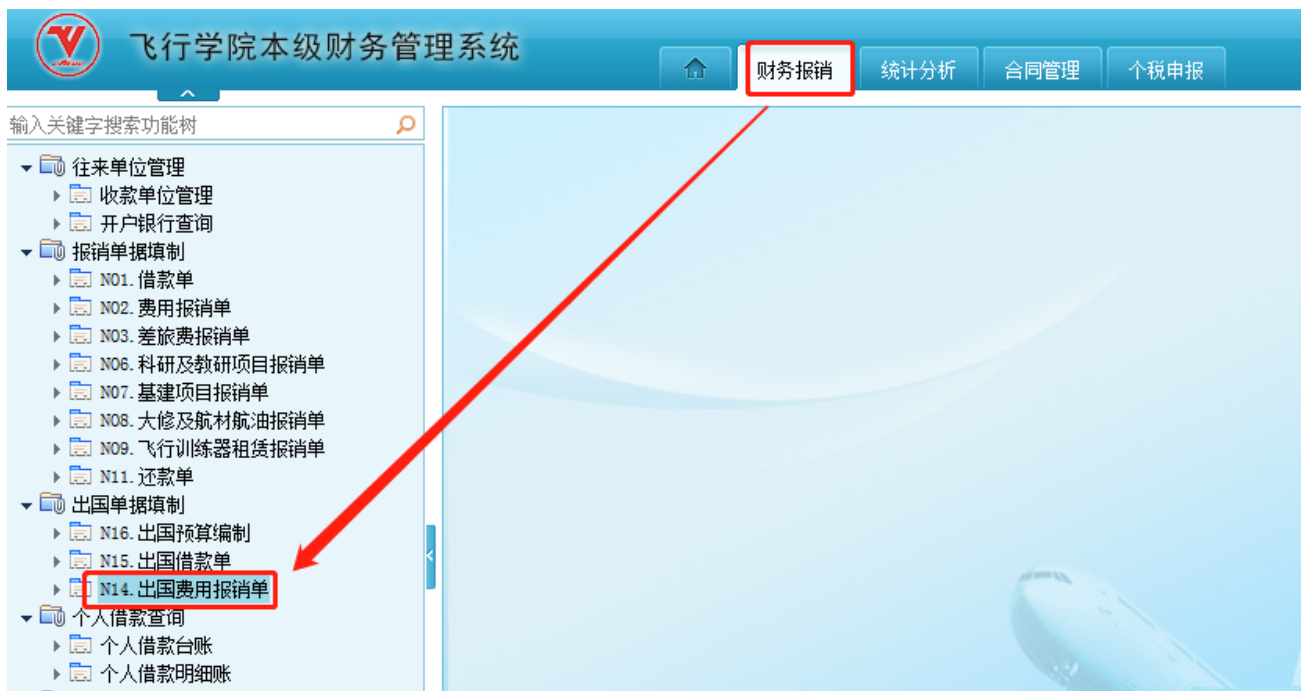 飞行学院本级财务管理系统
财务报销
统计分析
合同管理
个税申报
输入关键字搜索功能树
往来单位管理
收款单位管理
开户银行查询
报销单据填制
N01.借款单
N02.费用报销单
N03.差旅费报销单
N06.科研及教研项目报销单
N07.基建项目报销单
N08.大修及航材航油报销单
N09.飞行训练器租赁报销单
N11.还款单
出国单据填制
N16.出国预算编制
N15.出国借款单
N14.出国费用报销单
个人借款查询
个人借款台账
个人借款明细账